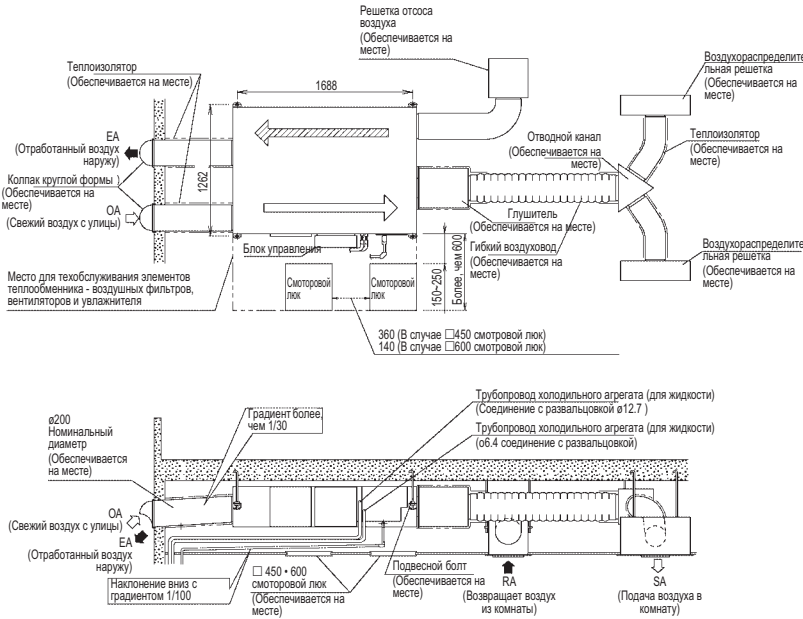 Решетка отсоса
воздуха
(Обеспечивается на
месте)
Воздухораспределите
льная решетка
(Обеспечивается на
месте)
Теплоизолятор
(Обеспечивается на месте)
1688
EA
(Отработанный воздух
наружу)
Отводной канал
(Обеспечивается на
месте)
Теплоизолятор
(Обеспечивается на
месте)
Колпак круглой формы )
(Обеспечивается на
месте)
1262
OA
(Свежий воздух с улицы)
Глушитель
(Обеспечивается на месте)
Гибкий воздуховод
(Обеспечивается на
месте)
Блок управления
Воздухораспределите
льная решетка
(Обеспечивается на
месте)
Место для техобслуживания элементов
теплообменника - воздушных фильтров,
вентиляторов и увлажнителя
Смоторовой
люк
Смоторовой
люк
150~250
Более, чем 600
360 (В случае □450 смотровой люк)
140 (В случае □600 смотровой люк)
Трубопровод холодильного агрегата (для жидкости)
(Соединение с развальцовкой ø12.7 )
Трубопровод холодильного агрегата (для жидкости)
(о6.4 соединение с развальцовкой)
ø200
Номинальный
диаметр
(Обеспечивается
на месте)
Градиент более,
чем 1/30
OA
(Свежий воздух с улицы)
EA
(Отработанный воздух
наружу)
Наклонение вниз с
градиентом 1/100
□ 450 • 600
смоторовой люк
(Обеспечивается на
месте)
Подвесной болт
(Обеспечивается на
месте)
RA
(Возвращает воздух
из комнаты)
SA
(Подача воздуха в
комнату)